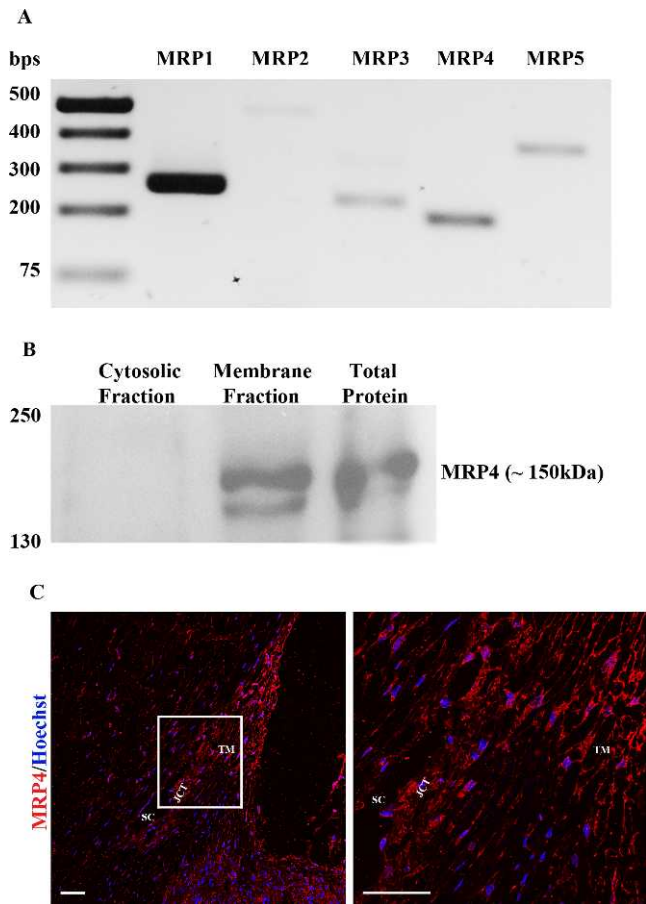 A
bps MRP1 MRP2 MRP3 MRP4 MRP5
500
400
300
200
75
B
Cytosolic Fraction Membrane Fraction Total Protein
250
MRP4 (~ 150kDa)
130
C
MRP4/Hoechst
TM
JCT
SC
TM
JCT
SC